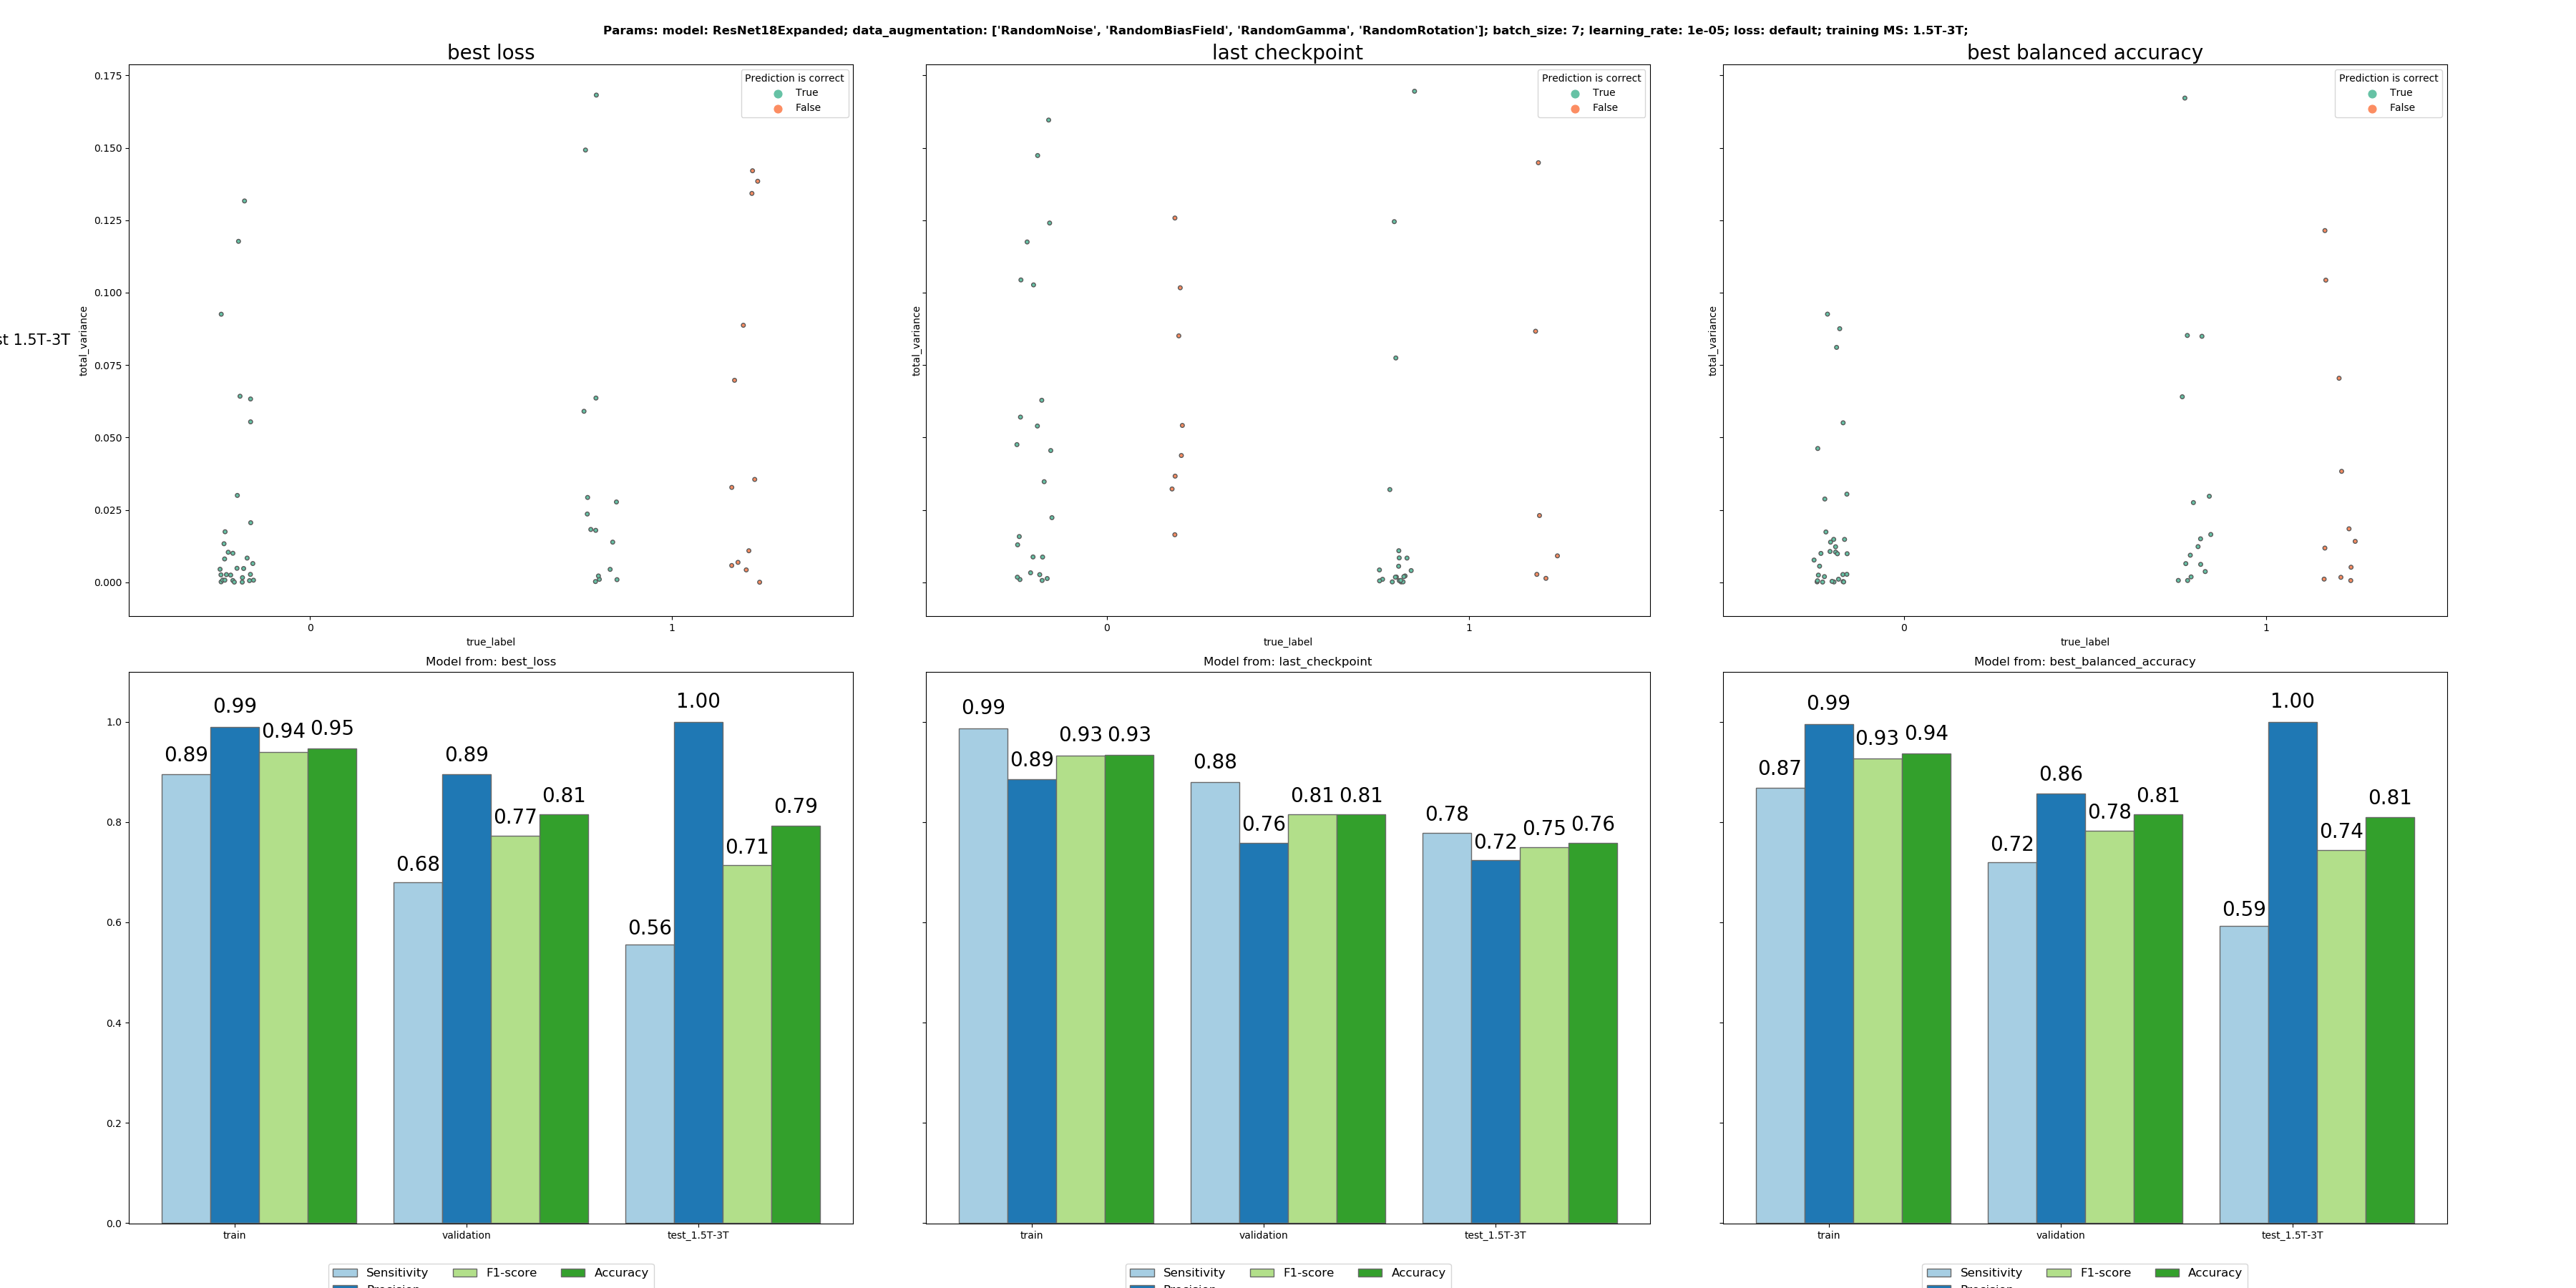 Params: model: ResNet18Expanded; data_augmentation: ['RandomNoise', 'RandomBiasField', 'RandomGamma', 'RandomRotation']; batch_size: 7; learning_rate: 1e-05; loss: default; training MS: 1.5T-3T;
best loss
Prediction is correct
True
False
0.175
0.150
0.125
0.100
0.075
0.050
0.025
0.000
total_variance
1.5T-3T
0 1
true_label
last checkpoint
Prediction is correct
True
False
total_variance
0 1
true_label
best balanced accuracy
Prediction is correct
True
False
total_variance
0 1
true_label
Model from: best_loss
1.0
0.8
0.6
0.4
0.2
0.0
0.89 0.99 0.94 0.95
0.68 0.89 0.77 0.81
0.56 1.00 0.71 0.79
train validation test_1.5T-3T
Sensitivity F1-score Accuracy
Model from: last_checkpoint
0.99 0.89 0.93 0.93
0.88 0.76 0.81 0.81
0.78 0.72 0.75 0.76
train validation test_1.5T-3T
Sensitivity F1-score Accuracy
Model from: best_balanced_accuracy
0.87 0.99 0.93 0.94
0.72 0.86 0.78 0.81
0.59 1.00 0.74 0.81
train validation test_1.5T-3T
Sensitivity F1-score Accuracy